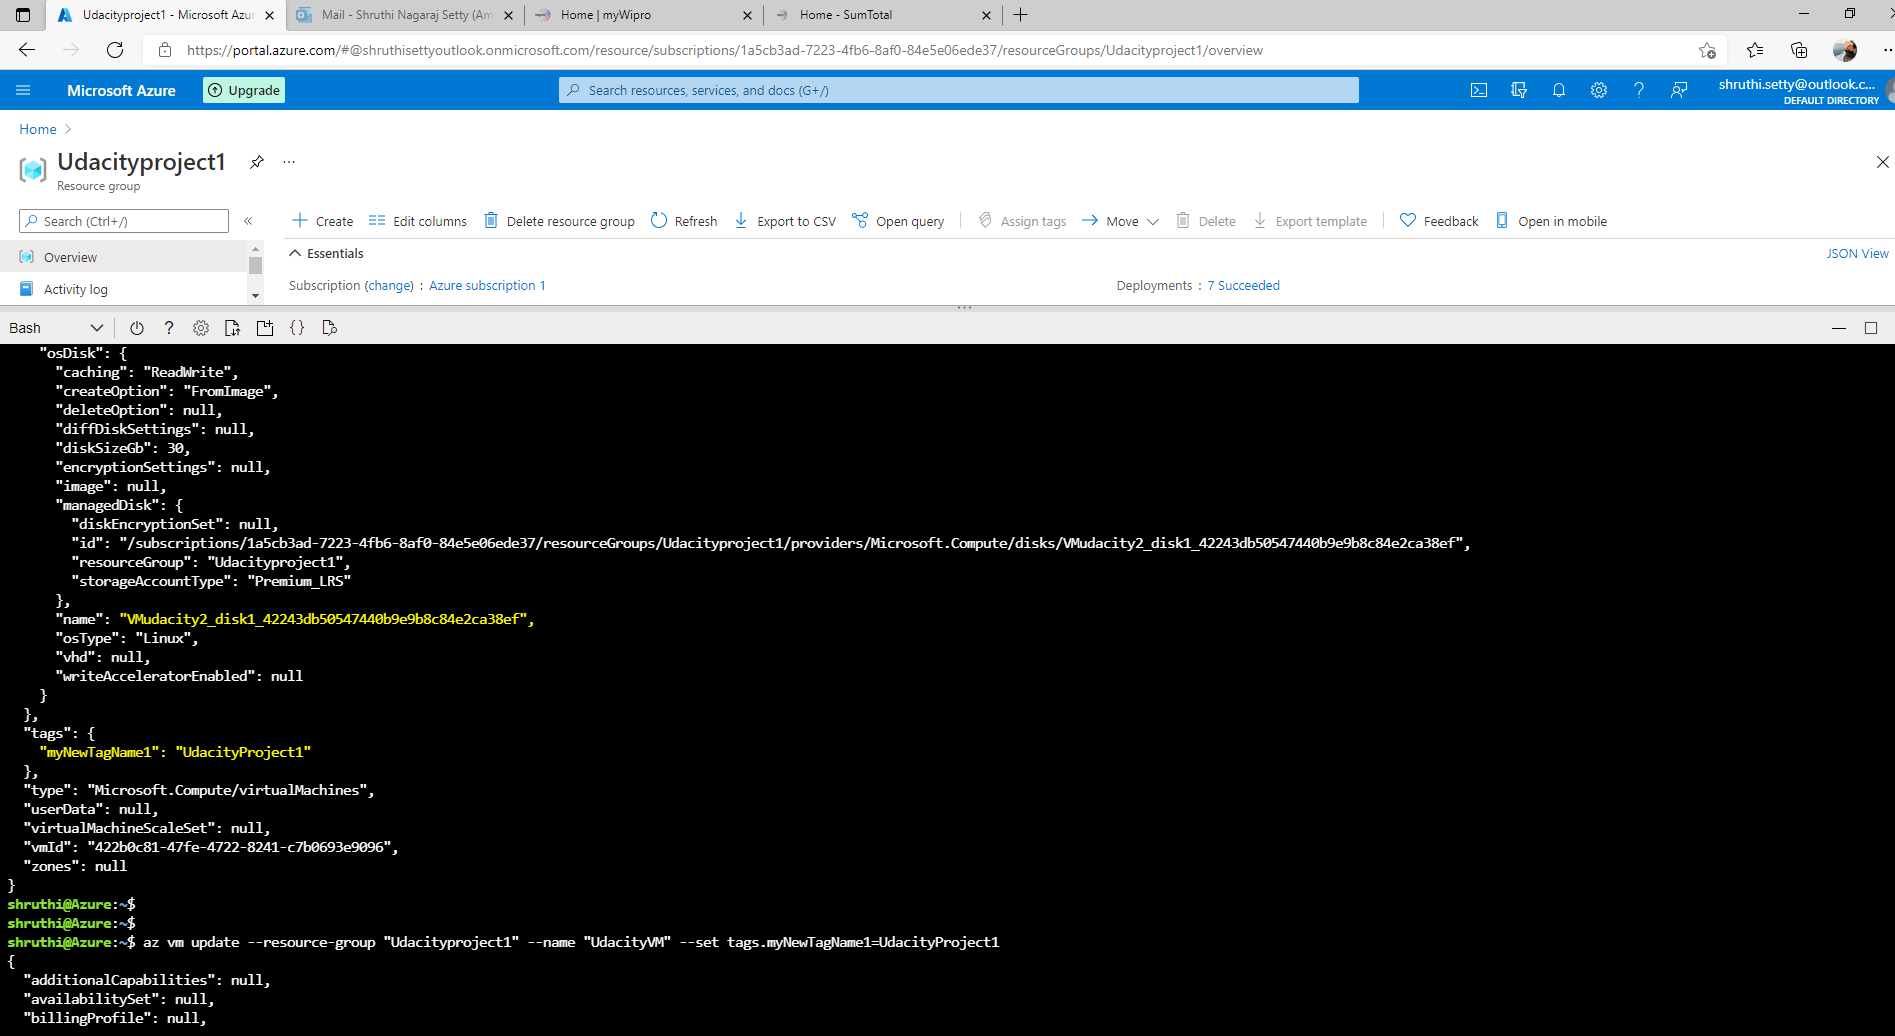 Udacityproject1 - Microsoft Azur
Mail - Shruthi Nagaraj Setty (Am
Home | myWipro
Home - SumTotal
https://portal.azure.com/#@shruthisettyoutlook.onmicrosoft.com/resource/subscriptions/1a5cb3ad-7223-4fb6-8af0-84e5e06ede37/resourceGroups/Udacityproject1/overview
Microsoft Azure
Upgrade
Search resources, services, and docs (G+/)
shruthi.setty@outlook.c...
DEFAULT DIRECTORY
Home >
Udacityproject1
Resource group
Search (Ctrl+/)
Create Edit columns Delete resource group Refresh Export to CSV Open query Assign tags Move Delete Export template Feedback Open in mobile
Overview
Activity log
Essentials
JSON View
Subscription (change) : Azure subscription 1
Deployments : 7 Succeeded
Bash
"osDisk": {
"caching": "ReadWrite",
"createOption": "FromImage",
"deleteOption": null,
"diffDiskSettings": null,
"diskSizeGb": 30,
"encryptionSettings": null,
"image": null,
"managedDisk": {
"diskEncryptionSet": null,
"id": "/subscriptions/1a5cb3ad-7223-4fb6-8af0-84e5e06ede37/resourceGroups/Udacityproject1/providers/Microsoft.Compute/disks/VMudacity2_disk1_42243db50547440b9e9b8c84e2ca38ef",
"resourceGroup": "Udacityproject1",
"storageAccountType": "Premium_LRS"
},
"name": "VMudacity2_disk1_42243db50547440b9e9b8c84e2ca38ef",
"osType": "Linux",
"vhd": null,
"writeAcceleratorEnabled": null
}
},
"tags": {
"myNewTagName1": "UdacityProject1"
},
"type": "Microsoft.Compute/virtualMachines",
"userData": null,
"virtualMachineScaleSet": null,
"vmId": "422b0c81-47fe-4722-8241-c7b0693e9096",
"zones": null
}
shruthi@Azure:~$
shruthi@Azure:~$
shruthi@Azure:~$ az vm update --resource-group "Udacityproject1" --name "UdacityVM" --set tags.myNewTagName1=UdacityProject1
{
"additionalCapabilities": null,
"availabilitySet": null,
"billingProfile": null,